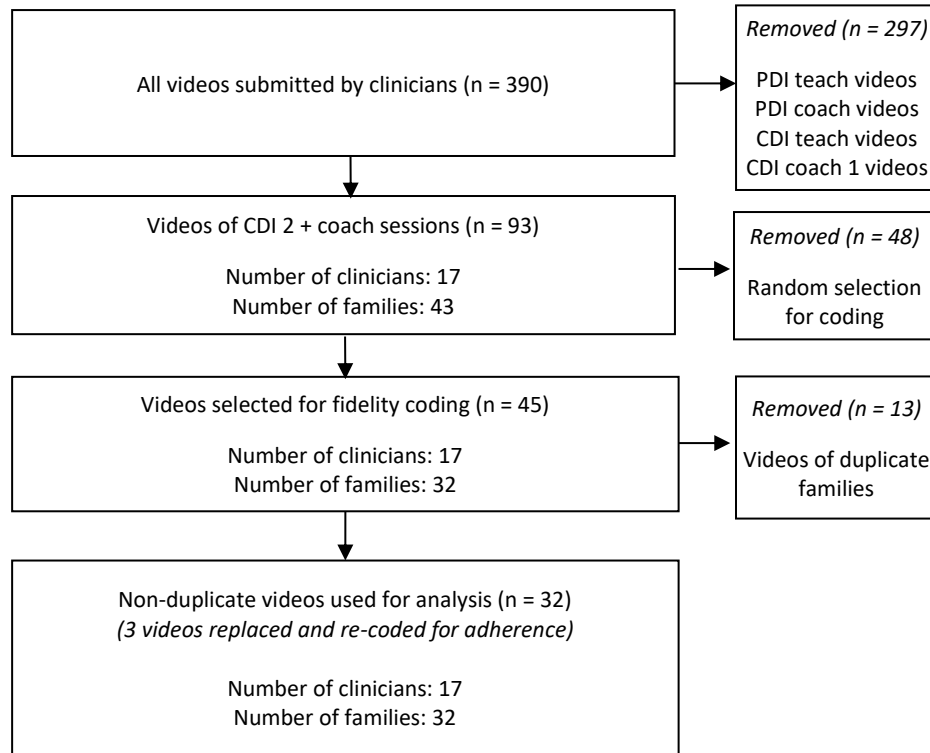 All videos submitted by clinicians (n = 390)
Removed (n = 297)
PDI teach videos
PDI coach videos
CDI teach videos
CDI coach 1 videos
Videos of CDI 2 + coach sessions (n = 93)
Number of clinicians: 17
Number of families: 43
Removed (n = 48)
Random selection
for coding
Videos selected for fidelity coding (n = 45)
Number of clinicians: 17
Number of families: 32
Removed (n = 13)
Videos of duplicate
families
Non-duplicate videos used for analysis (n = 32)
(3 videos replaced and re-coded for adherence)
Number of clinicians: 17
Number of families: 32